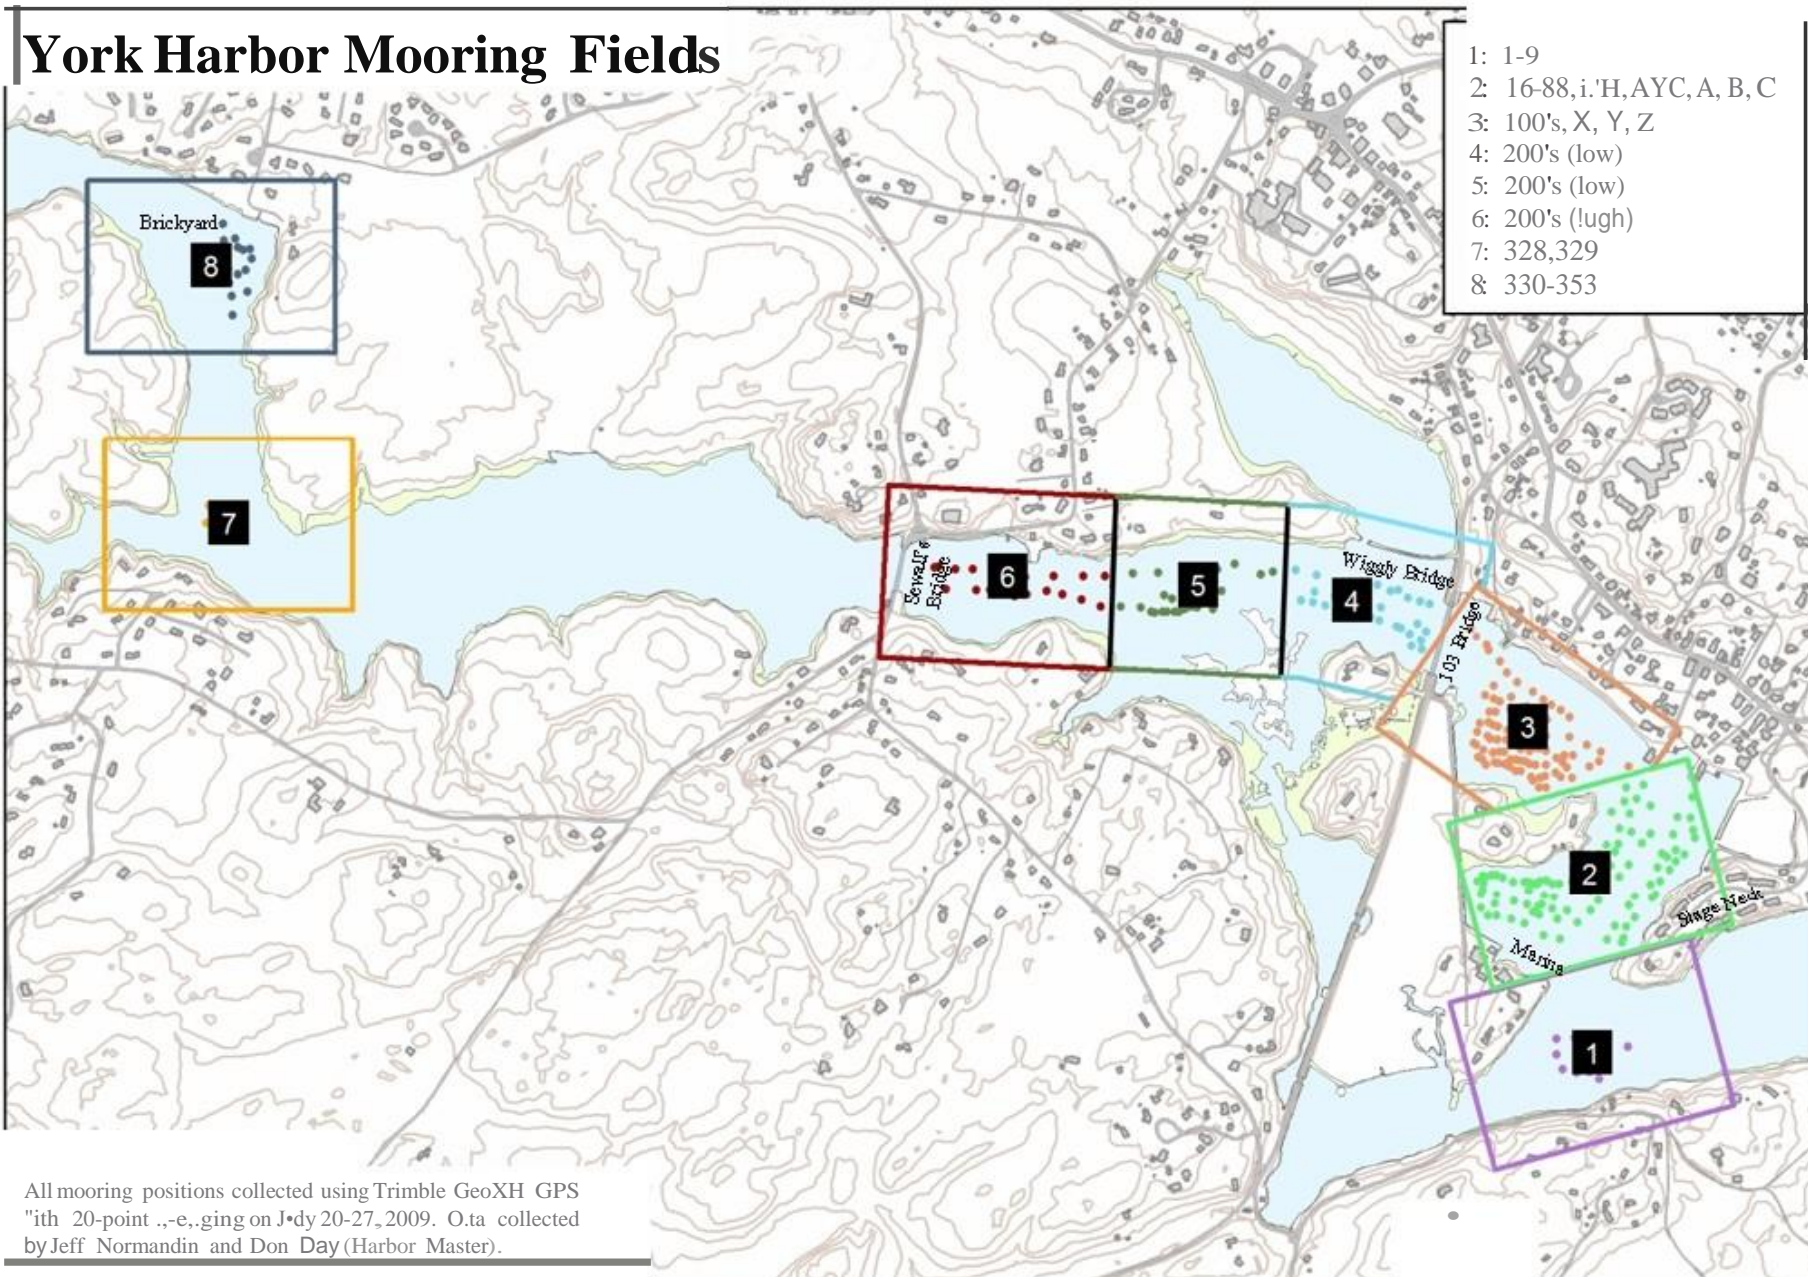 York Harbor Mooring Fields
1: 1-9
2: 16-88, i.'H, AYC, A, B, C
3: 100's, X, Y, Z
4: 200's (low)
5: 200's (low)
6: 200's (!ugh)
7: 328,329
8: 330-353
Brickyard
8
7
Sewall's
Bridge
6
5
Wiggly Bridge
4
103 Bridge
3
2
Stage Neck
Marina
1
All mooring positions collected using Trimble GeoXH GPS
"ith 20-point .,-e,.ging on J•dy 20-27, 2009. O.ta collected
by Jeff Normandin and Don Day (Harbor Master).